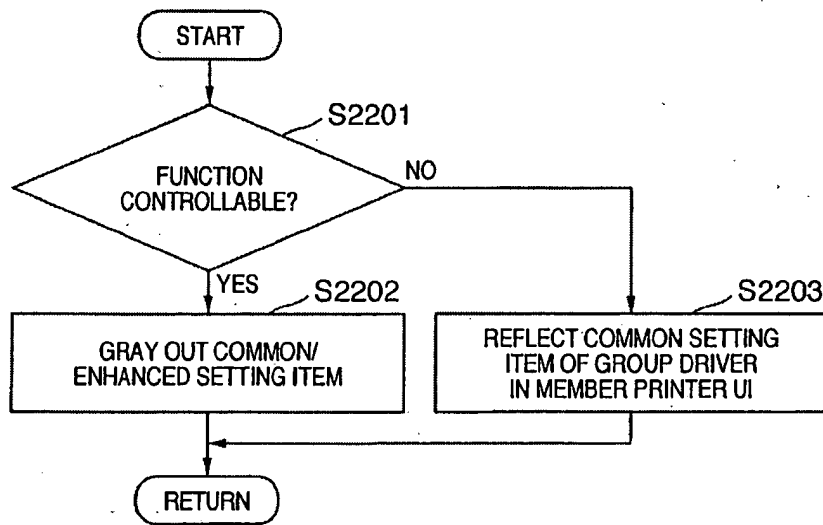 START
S2201
FUNCTION
CONTROLLABLE?
NO
YES
S2202
GRAY OUT COMMON/
ENHANCED SETTING ITEM
S2203
REFLECT COMMON SETTING
ITEM OF GROUP DRIVER
IN MEMBER PRINTER UI
RETURN